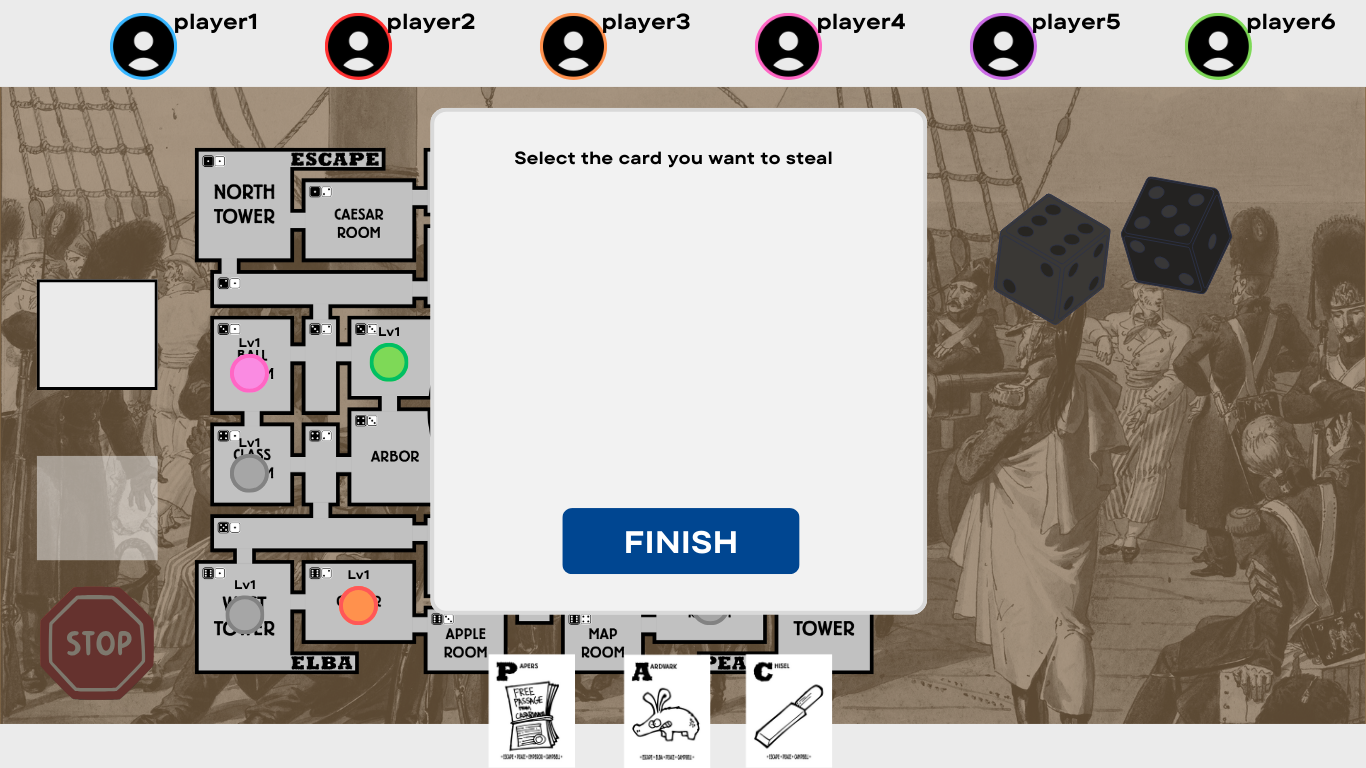 player1
player2
player3
player4
player5
player6
Select the card you want to steal
ESCAPE
NORTH
TOWER
CAESAR
ROOM
Lv1
Lv1
Lv1
ARBOR
FINISH
Lv1
Lv1
TOWER
STOP
APPLE
ROOM
MAP
ROOM
TOWER
ELBA
PAPERS
FREE
PASSAGE
AARDVARK
CHISEL